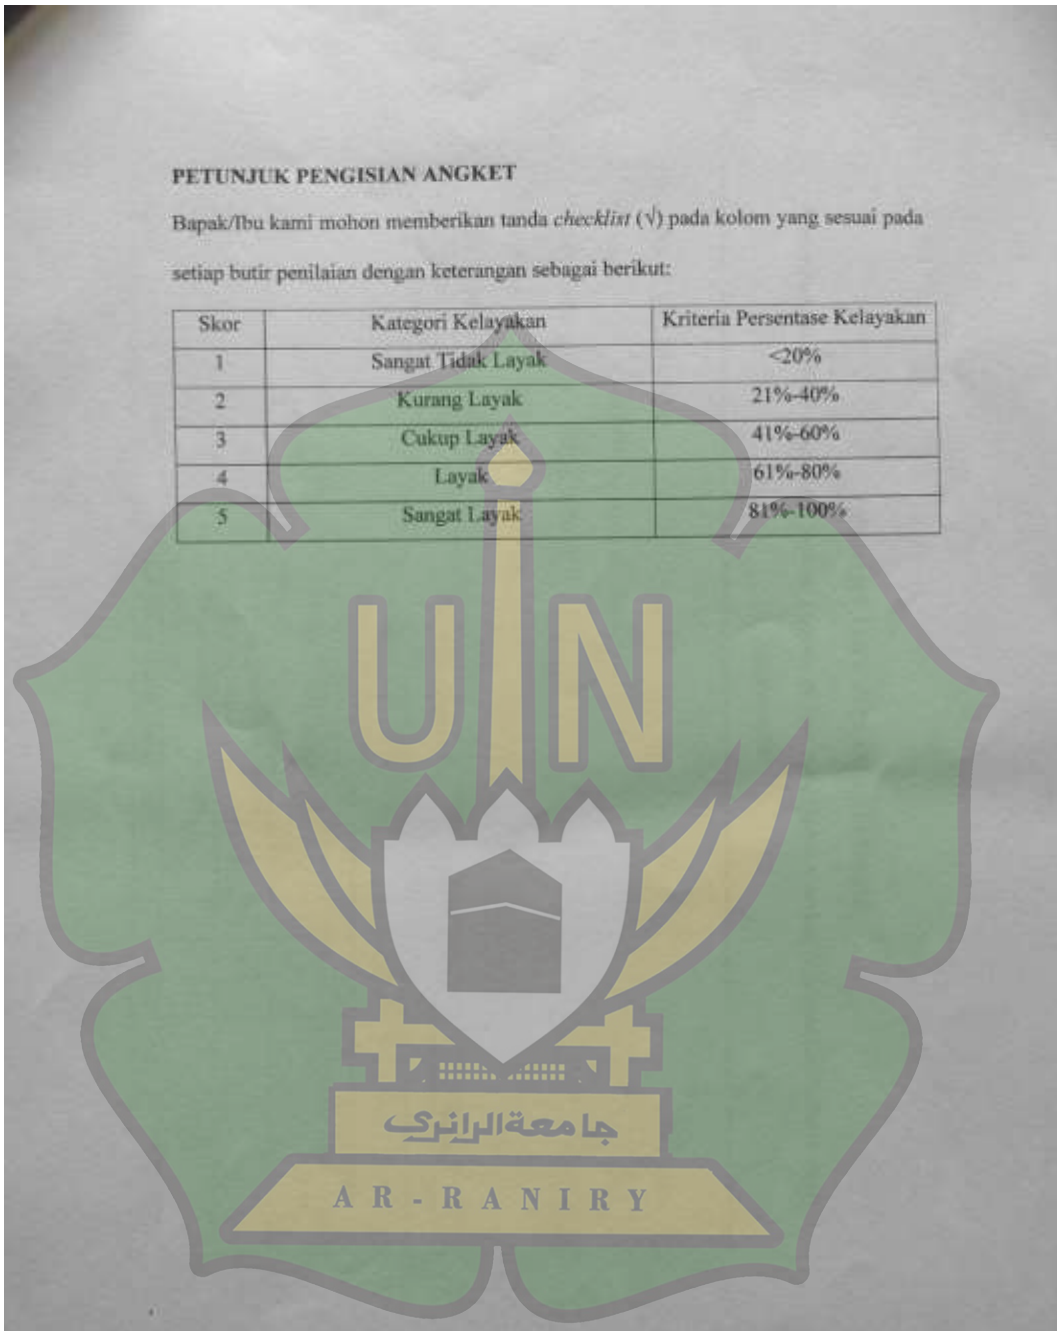 PETUNJUK PENGISIAN ANGKET
Bapak/Ibu kami mohon memberikan tanda checklist (√) pada kolom yang sesuai pada
setiap butir penilaian dengan keterangan sebagai berikut:
Skor Kategori Kelayakan Kriteria Persentase Kelayakan
1 Sangat Tidak Layak <20%
2 Kurang Layak 21%-40%
3 Cukup Layak 41%-60%
4 Layak 61%-80%
5 Sangat Layak 81%-100%
UIN
جامعة الرانري
AR-RANIRY